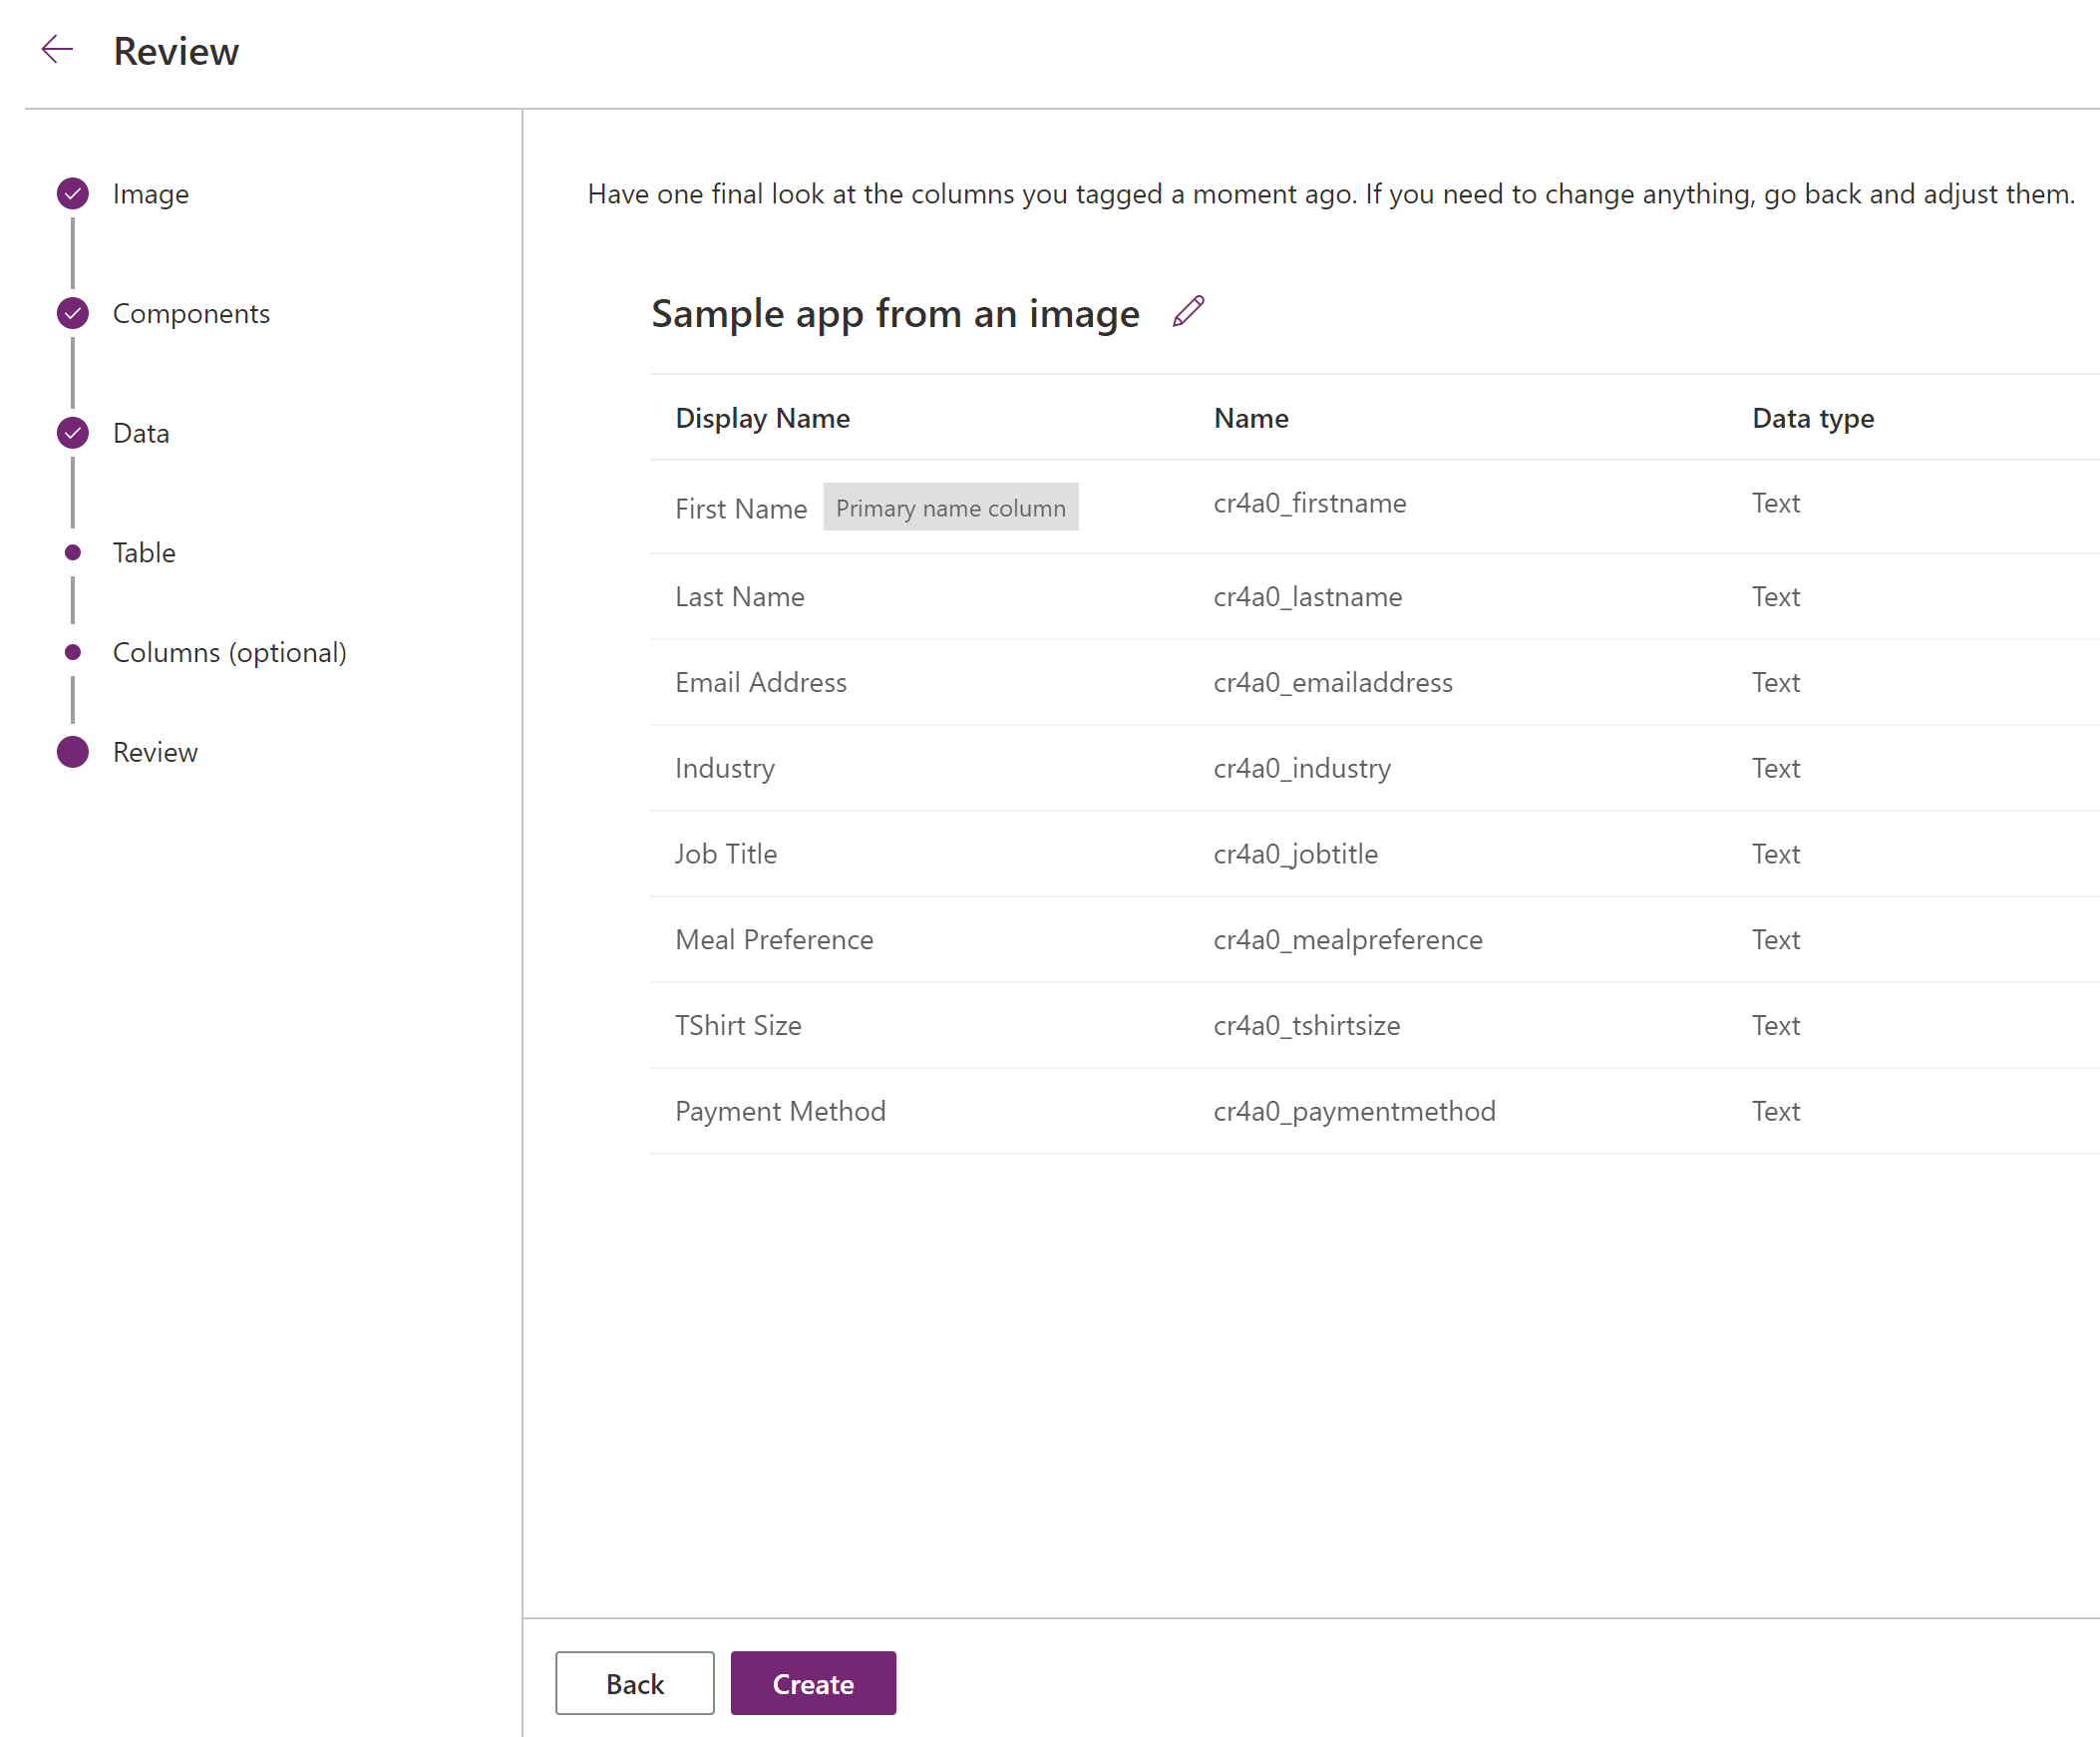 Review
Image
Components
Data
Table
Columns (optional)
Review
Have one final look at the columns you tagged a moment ago. If you need to change anything, go back and adjust them.
Sample app from an image
Display Name Name Data type
First Name Primary name column cr4a0_firstname Text
Last Name cr4a0_lastname Text
Email Address cr4a0_emailaddress Text
Industry cr4a0_industry Text
Job Title cr4a0_jobtitle Text
Meal Preference cr4a0_mealpreference Text
TShirt Size cr4a0_tshirtsize Text
Payment Method cr4a0_paymentmethod Text
Back Create